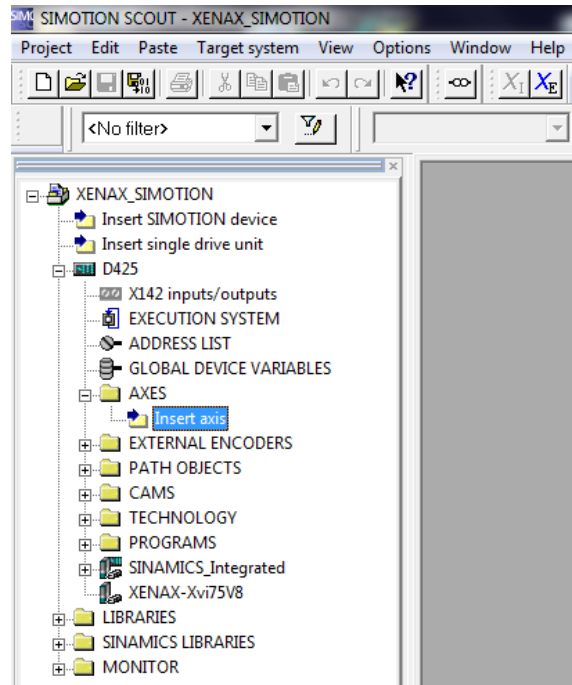 SIMOTION SCOUT - XENAX_SIMOTION
Project Edit Paste Target system View Options Window Help
<No filter>
XENAX_SIMOTION
Insert SIMOTION device
Insert single drive unit
D425
X142 inputs/outputs
EXECUTION SYSTEM
ADDRESS LIST
GLOBAL DEVICE VARIABLES
AXES
Insert axis
EXTERNAL ENCODERS
PATH OBJECTS
CAMS
TECHNOLOGY
PROGRAMS
SINAMICS_Integrated
XENAX-Xvi75V8
LIBRARIES
SINAMICS LIBRARIES
MONITOR